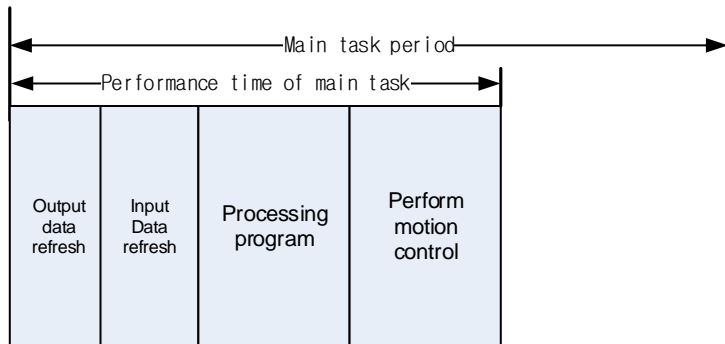 Main task period
Performance time of main task
Output
data
refresh
Input
Data
refresh
Processing
program
Perform
motion
control